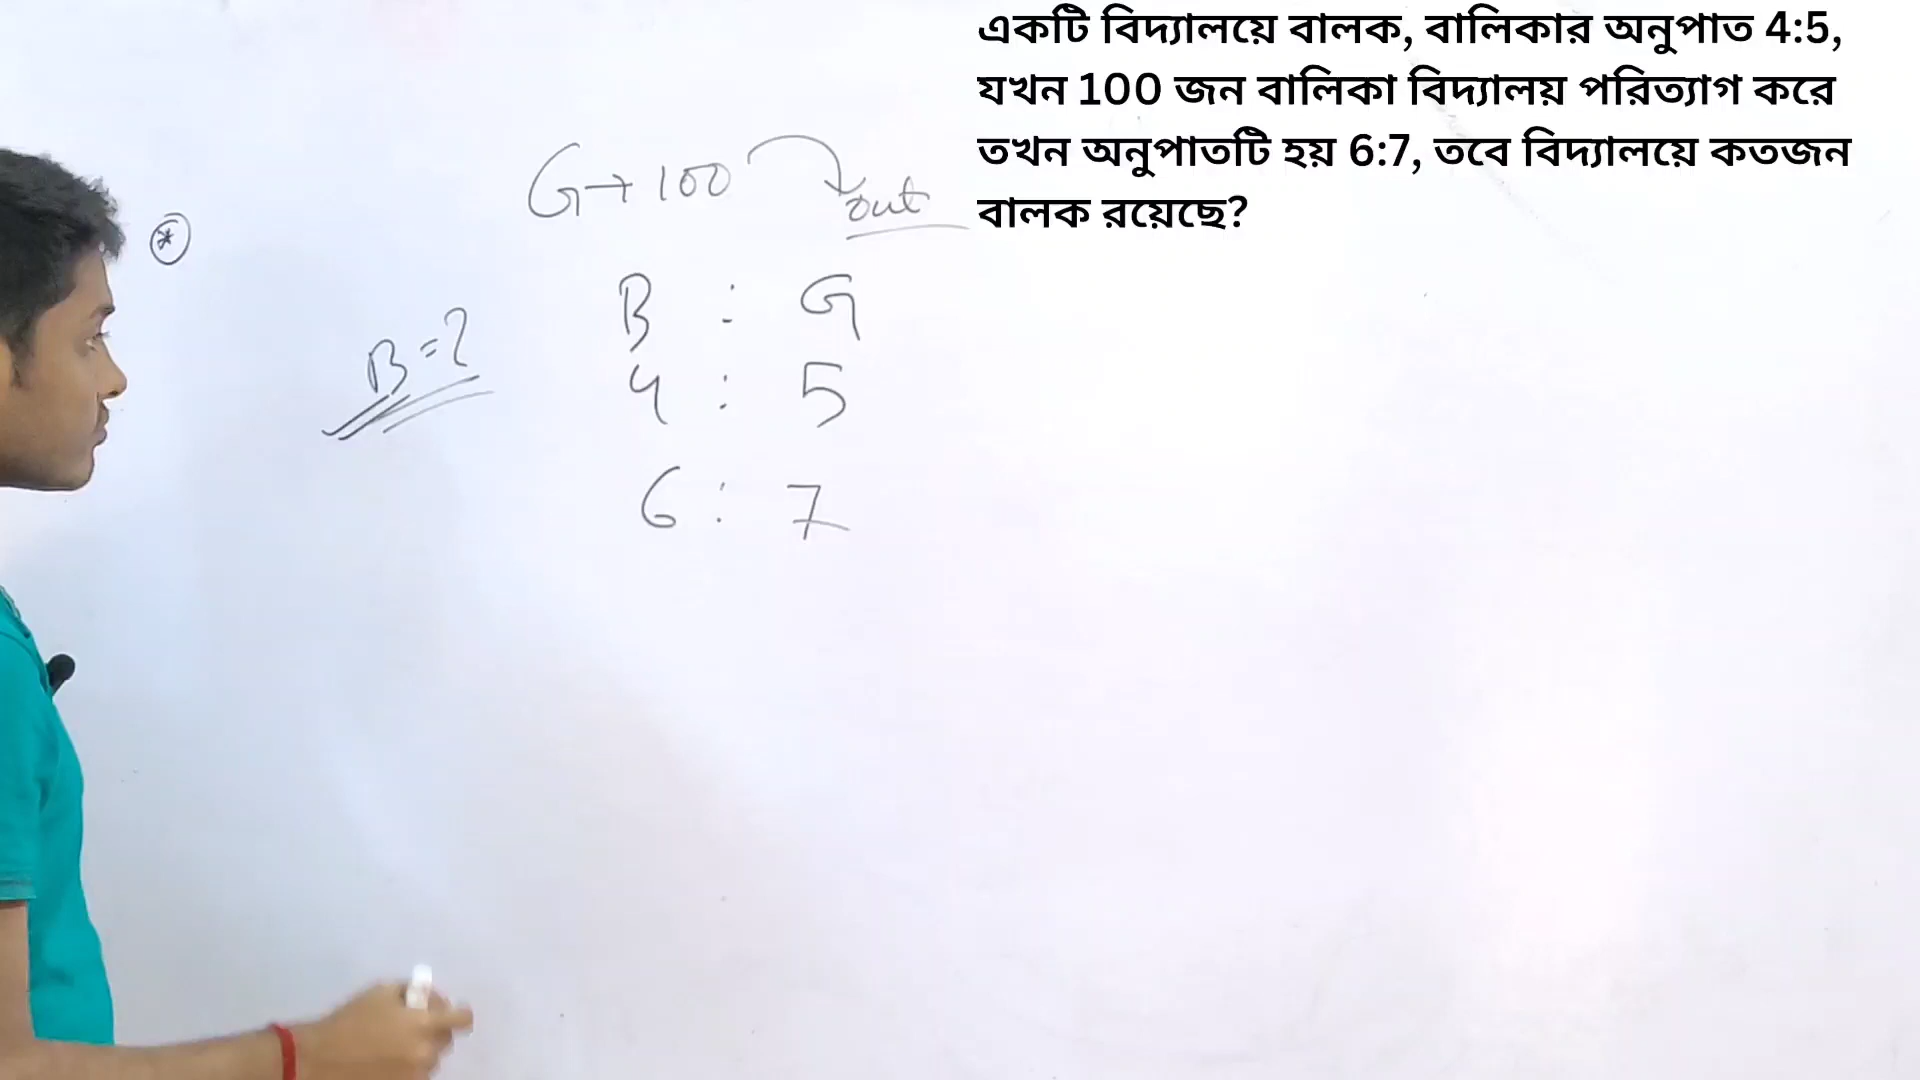 একটি বিদ্যালয়ে বালক, বালিকার অনুপাত 4:5,
যখন 100 জন বালিকা বিদ্যালয় পরিত্যাগ করে
তখন অনুপাতটি হয় 6:7, তবে বিদ্যালয়ে কতজন
বালক রয়েছে?
G → 100 out
B : G
B = ?
4 : 5
6 : 7